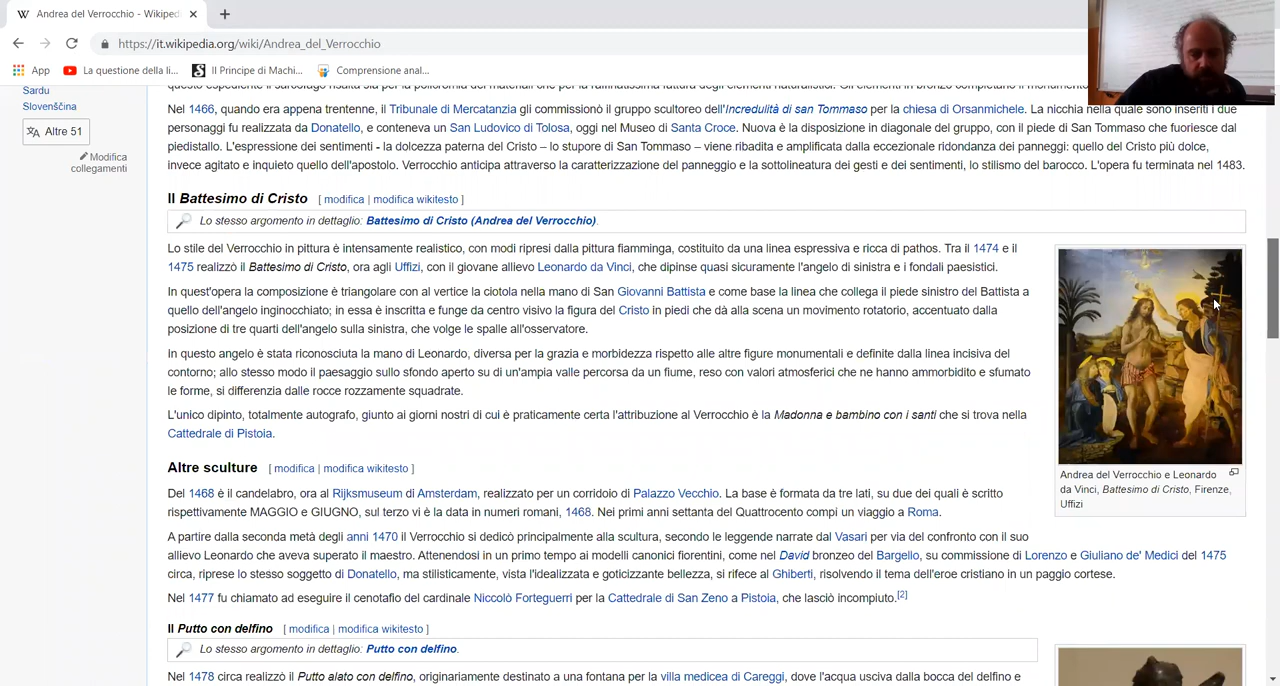 Andrea del Verrocchio - Wikiped
https://it.wikipedia.org/wiki/Andrea_del_Verrocchio
App La questione della li... Il Principe di Machi... Comprensione anal...
Sardu
Slovenščina
Altre 51
Modifica
collegamenti
questo espediente il sarcofago risalta sia per la policromia dei materiali che per la raffinatissima fattura degli elementi naturalistici. Gli elementi in bronzo completano il
Nel 1466, quando era appena trentenne, il Tribunale di Mercatanzia gli commissionò il gruppo scultoreo dell'Incredulità di san Tommaso per la chiesa di Orsanmichele. La nicchia nella quale sono inseriti i due
personaggi fu realizzata da Donatello, e conteneva un San Ludovico di Tolosa, oggi nel Museo di Santa Croce. Nuova è la disposizione in diagonale del gruppo, con il piede di San Tommaso che fuoriesce dal
piedistallo. L'espressione dei sentimenti - la dolcezza paterna del Cristo – lo stupore di San Tommaso – viene ribadita e amplificata dalla eccezionale ridondanza dei panneggi: quello del Cristo più dolce,
invece agitato e inquieto quello dell'apostolo. Verrocchio anticipa attraverso la caratterizzazione del panneggio e la sottolineatura dei gesti e dei sentimenti, lo stilismo del barocco. L'opera fu terminata nel 1483.
Il Battesimo di Cristo [ modifica | modifica wikitesto ]
Lo stesso argomento in dettaglio: Battesimo di Cristo (Andrea del Verrocchio).
Lo stile del Verrocchio in pittura è intensamente realistico, con modi ripresi dalla pittura fiamminga, costituito da una linea espressiva e ricca di pathos. Tra il 1474 e il
1475 realizzò il Battesimo di Cristo, ora agli Uffizi, con il giovane allievo Leonardo da Vinci, che dipinse quasi sicuramente l'angelo di sinistra e i fondali paesistici.
In quest'opera la composizione è triangolare con al vertice la ciotola nella mano di San Giovanni Battista e come base la linea che collega il piede sinistro del Battista a
quello dell'angelo inginocchiato; in essa è inscritta e funge da centro visivo la figura del Cristo in piedi che dà alla scena un movimento rotatorio, accentuato dalla
posizione di tre quarti dell'angelo sulla sinistra, che volge le spalle all'osservatore.
In questo angelo è stata riconosciuta la mano di Leonardo, diversa per la grazia e morbidezza rispetto alle altre figure monumentali e definite dalla linea incisiva del
contorno; allo stesso modo il paesaggio sullo sfondo aperto su di un'ampia valle percorsa da un fiume, reso con valori atmosferici che ne hanno ammorbidito e sfumato
le forme, si differenzia dalle rocce rozzamente squadrate.
L'unico dipinto, totalmente autografo, giunto ai giorni nostri di cui è praticamente certa l'attribuzione al Verrocchio è la Madonna e bambino con i santi che si trova nella
Cattedrale di Pistoia.
Andrea del Verrocchio e Leonardo
da Vinci, Battesimo di Cristo, Firenze,
Uffizi
Altre sculture [ modifica | modifica wikitesto ]
Del 1468 è il candelabro, ora al Rijksmuseum di Amsterdam, realizzato per un corridoio di Palazzo Vecchio. La base è formata da tre lati, su due dei quali è scritto
rispettivamente MAGGIO e GIUGNO, sul terzo vi è la data in numeri romani, 1468. Nei primi anni settanta del Quattrocento compì un viaggio a Roma.
A partire dalla seconda metà degli anni 1470 il Verrocchio si dedicò principalmente alla scultura, secondo le leggende narrate dal Vasari per via del confronto con il suo
allievo Leonardo che aveva superato il maestro. Attenendosi in un primo tempo ai modelli canonici fiorentini, come nel David bronzeo del Bargello, su commissione di Lorenzo e Giuliano de' Medici del 1475
circa, riprese lo stesso soggetto di Donatello, ma stilisticamente, vista l'idealizzata e goticizzante bellezza, si rifece al Ghiberti, risolvendo il tema dell'eroe cristiano in un paggio cortese.
Nel 1477 fu chiamato ad eseguire il cenotafio del cardinale Niccolò Forteguerri per la Cattedrale di San Zeno a Pistoia, che lasciò incompiuto.[2]
Il Putto con delfino [ modifica | modifica wikitesto ]
Lo stesso argomento in dettaglio: Putto con delfino.
Nel 1478 circa realizzò il Putto alato con delfino, originariamente destinato a una fontana per la villa medicea di Careggi, dove l'acqua usciva dalla bocca del delfino e